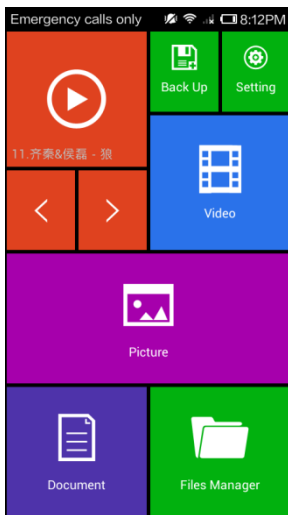 Emergency calls only 8:12PM
Back Up
Setting
11.齐秦&侯磊 - 狼
Video
Picture
Document
Files Manager